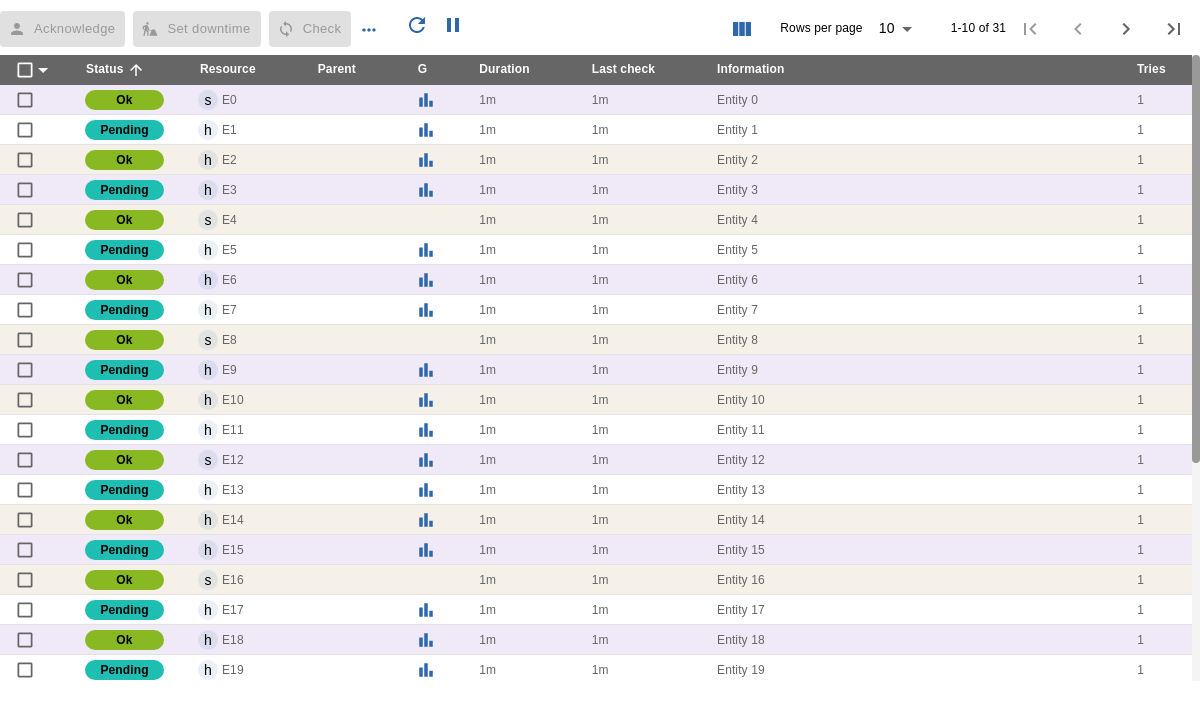 Acknowledge Set downtime Check Rows per page 10 1-10 of 31
Status Resource Parent G Duration Last check Information Tries
Ok s E0 1m 1m Entity 0 1
Pending h E1 1m 1m Entity 1 1
Ok h E2 1m 1m Entity 2 1
Pending h E3 1m 1m Entity 3 1
Ok s E4 1m 1m Entity 4 1
Pending h E5 1m 1m Entity 5 1
Ok h E6 1m 1m Entity 6 1
Pending h E7 1m 1m Entity 7 1
Ok s E8 1m 1m Entity 8 1
Pending h E9 1m 1m Entity 9 1
Ok h E10 1m 1m Entity 10 1
Pending h E11 1m 1m Entity 11 1
Ok s E12 1m 1m Entity 12 1
Pending h E13 1m 1m Entity 13 1
Ok h E14 1m 1m Entity 14 1
Pending h E15 1m 1m Entity 15 1
Ok s E16 1m 1m Entity 16 1
Pending h E17 1m 1m Entity 17 1
Ok h E18 1m 1m Entity 18 1
Pending h E19 1m 1m Entity 19 1